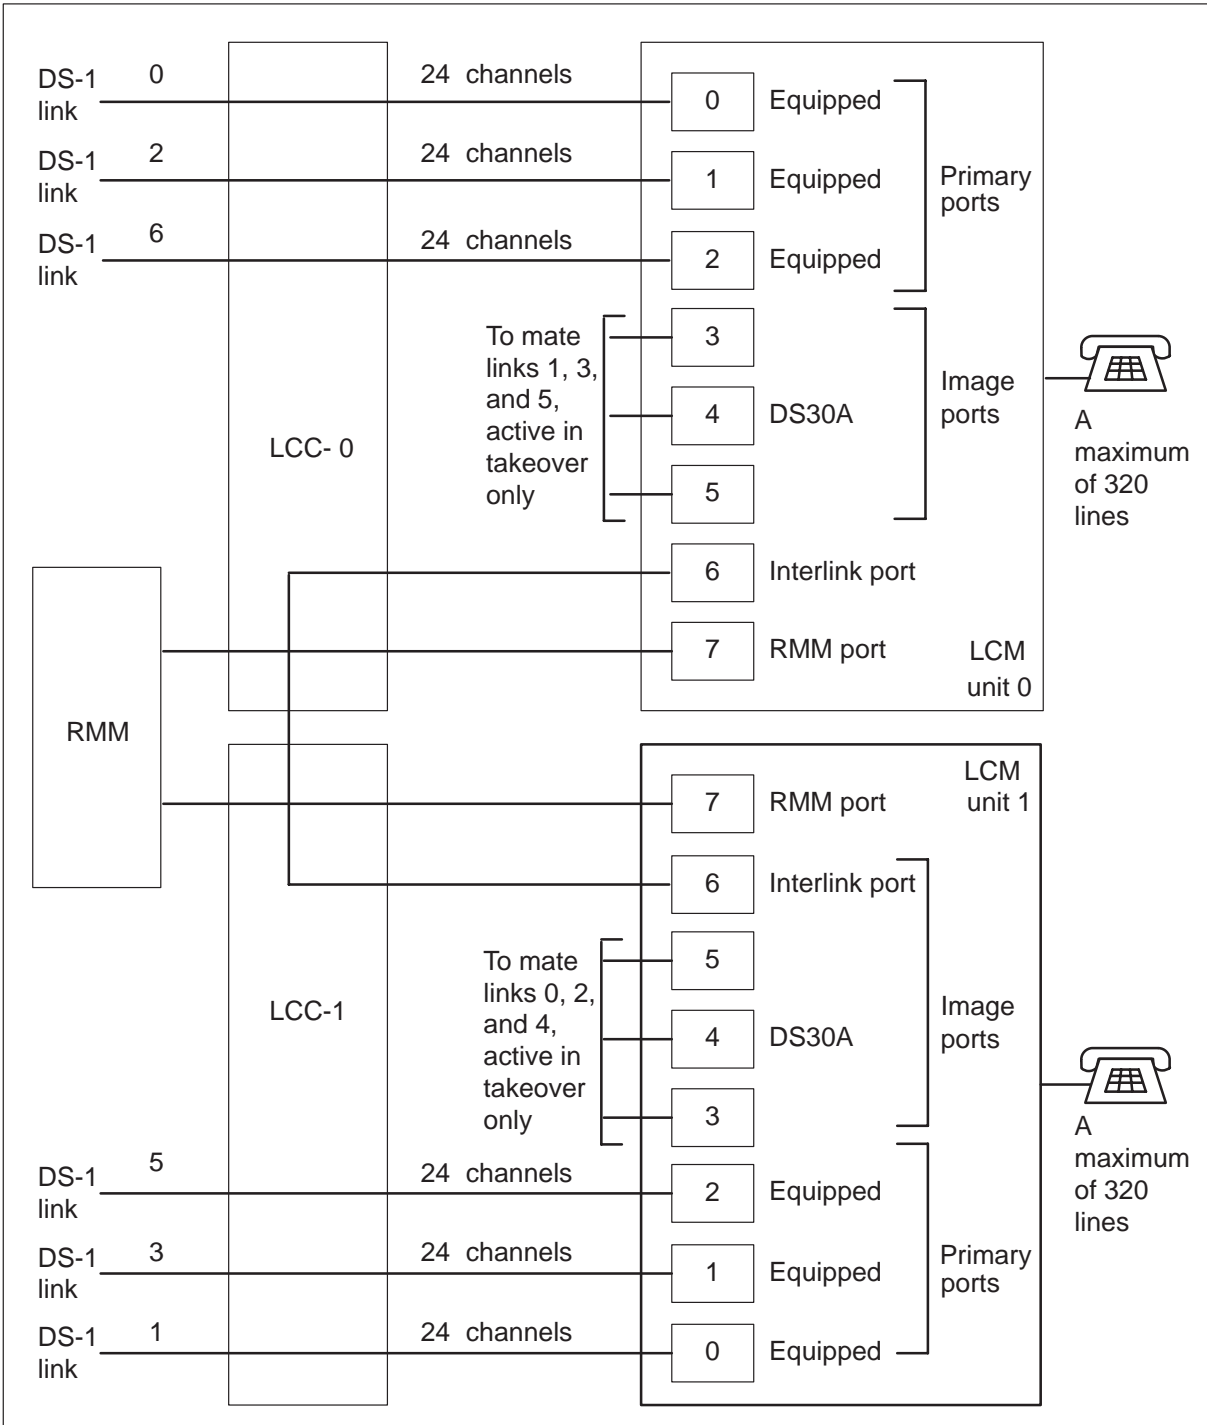 DS-1
link
0
24 channels
0
Equipped
DS-1
link
2
24 channels
1
Equipped
Primary
ports
DS-1
link
6
24 channels
2
Equipped
To mate
links 1, 3,
and 5,
active in
takeover
only
3
4
DS30A
5
Image
ports
A
maximum
of 320
lines
LCC- 0
6
Interlink port
7
RMM port
LCM
unit 0
RMM
LCM
unit 1
7
RMM port
6
Interlink port
LCC-1
To mate
links 0, 2,
and 4,
active in
takeover
only
5
4
DS30A
3
Image
ports
A
maximum
of 320
lines
DS-1
link
5
24 channels
2
Equipped
DS-1
link
3
24 channels
1
Equipped
Primary
ports
DS-1
link
1
24 channels
0
Equipped